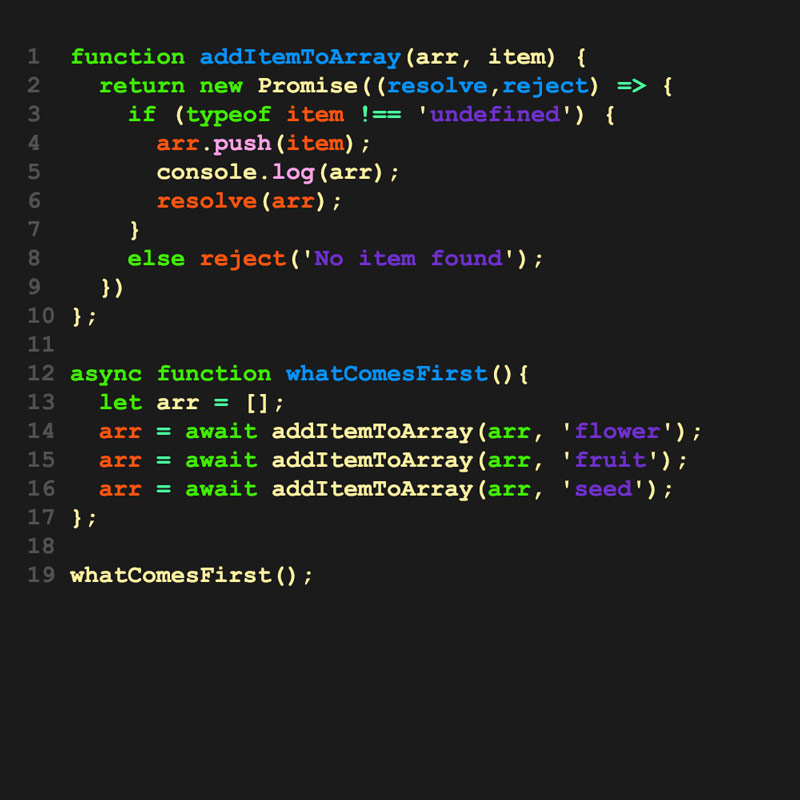 1 function addItemToArray(arr, item) {
2   return new Promise((resolve,reject) => {
3     if (typeof item !== 'undefined') {
4       arr.push(item);
5       console.log(arr);
6       resolve(arr);
7     }
8     else reject('No item found');
9   })
10 };
11
12 async function whatComesFirst(){
13   let arr = [];
14   arr = await addItemToArray(arr, 'flower');
15   arr = await addItemToArray(arr, 'fruit');
16   arr = await addItemToArray(arr, 'seed');
17 };
18
19 whatComesFirst();